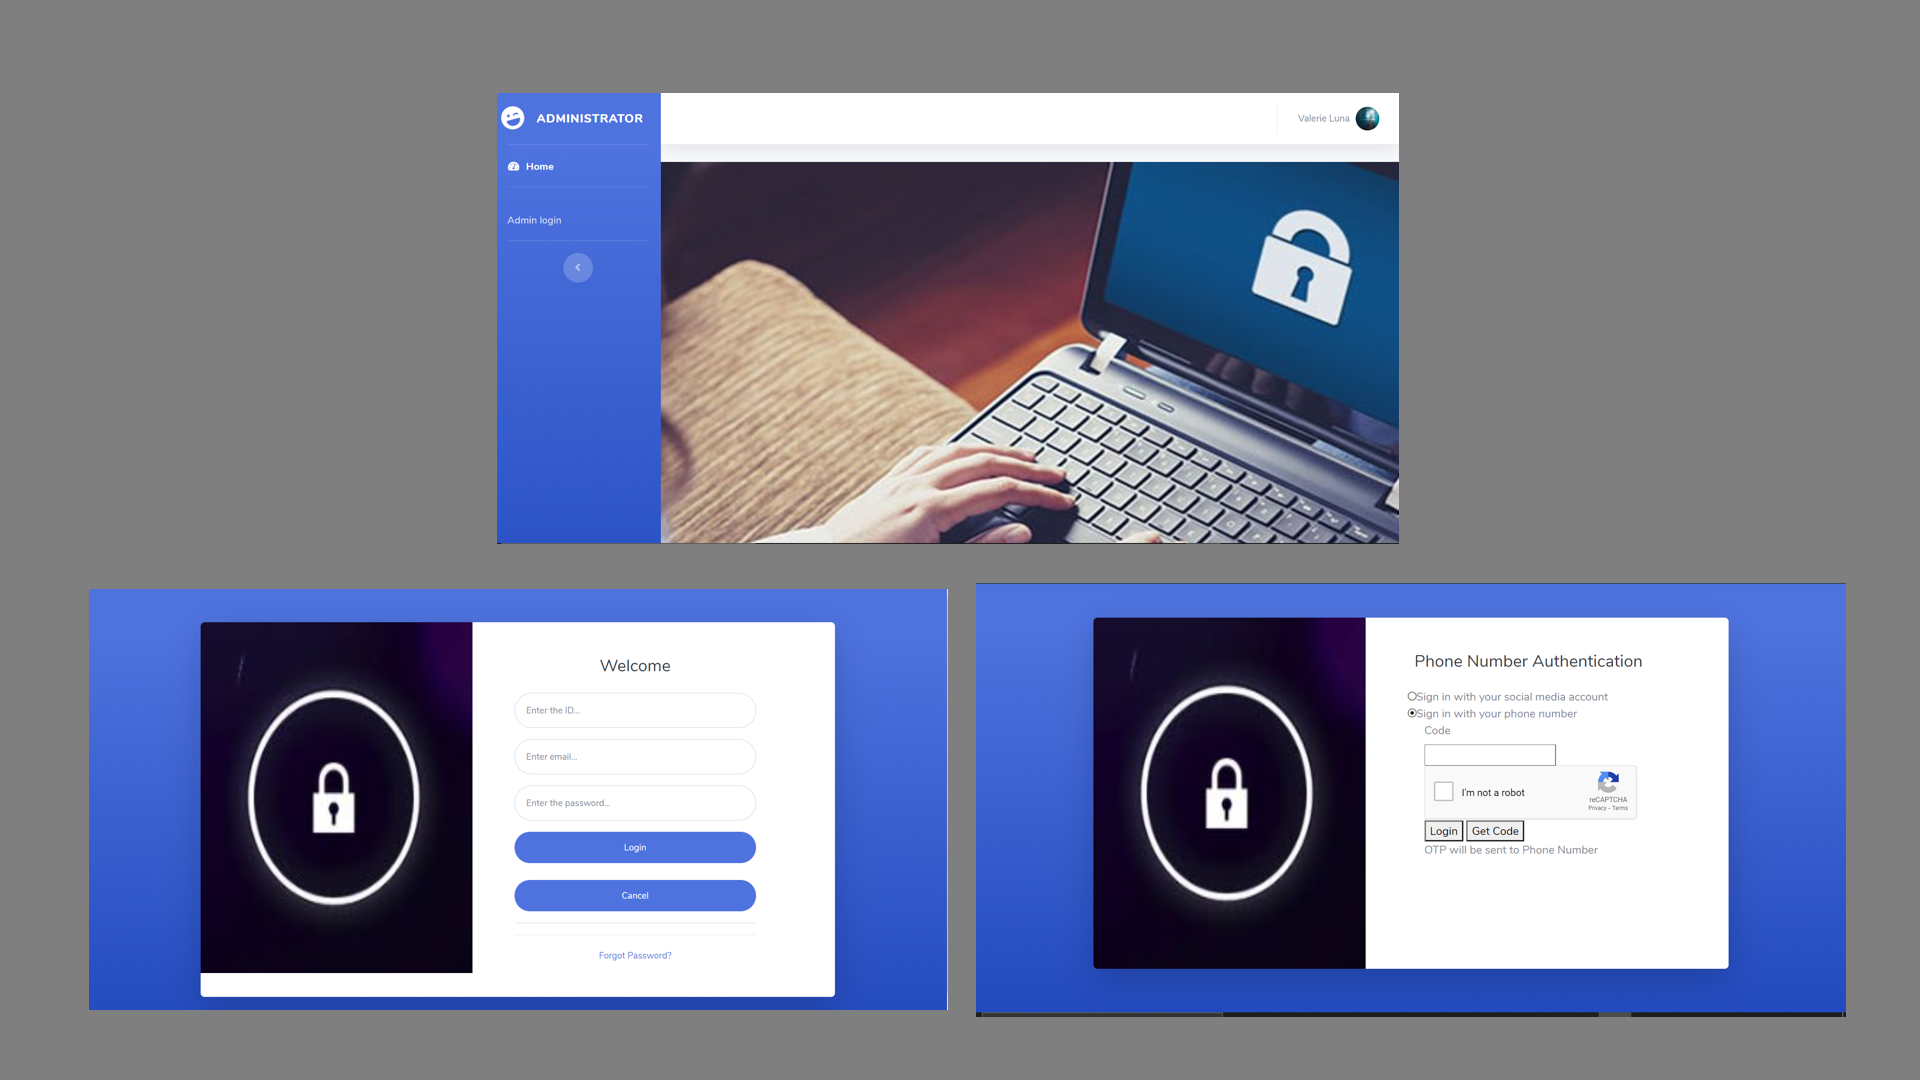 ADMINISTRATOR
Valerie Luna
Home
Admin login
Welcome
Enter the ID...
Enter email...
Enter the password...
Login
Cancel
Forgot Password?
Phone Number Authentication
Sign in with your social media account
Sign in with your phone number
Code
I'm not a robot
reCAPTCHA
Privacy - Terms
Login Get Code
OTP will be sent to Phone Number